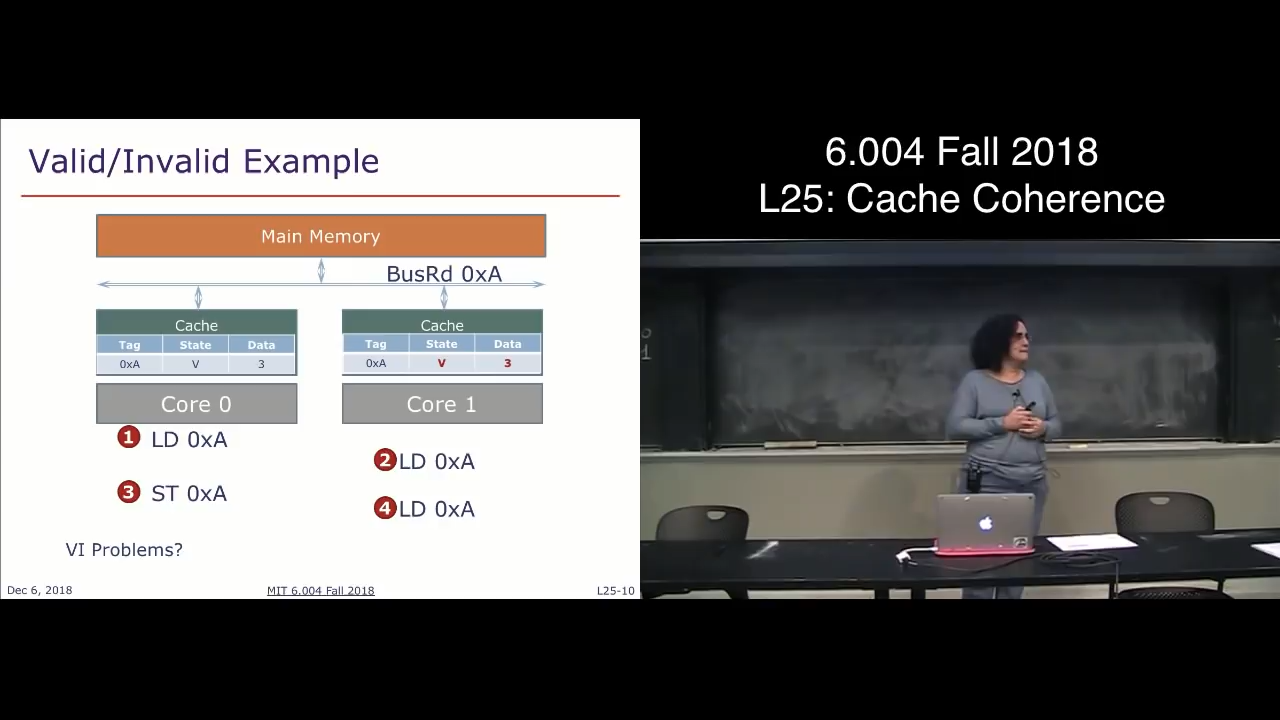 Valid/Invalid Example
Main Memory
BusRd 0xA
Cache
Tag State Data
0xA V 3
Core 0
Cache
Tag State Data
0xA V 3
Core 1
1 LD 0xA
2 LD 0xA
3 ST 0xA
4 LD 0xA
VI Problems?
Dec 6, 2018 MIT 6.004 Fall 2018 L25-10
6.004 Fall 2018
L25: Cache Coherence